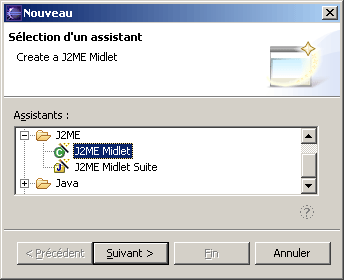 Nouveau
Sélection d'un assistant
Create a J2ME Midlet
Assistants :
J2ME
J2ME Midlet
J2ME Midlet Suite
Java
< Précédent
Suivant >
Fin
Annuler